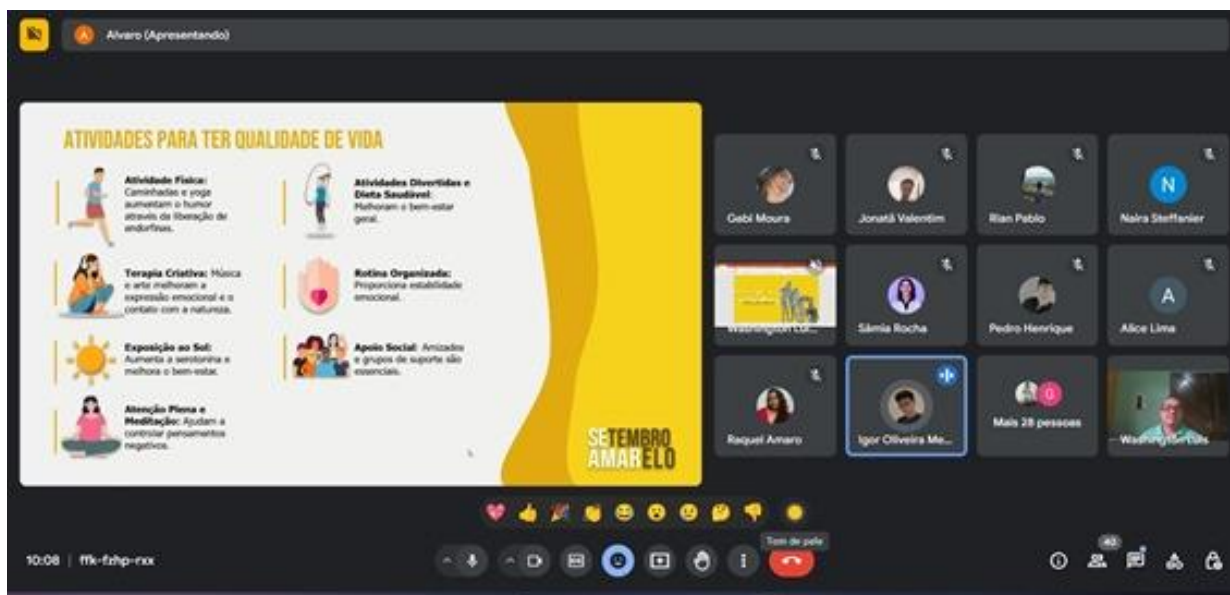 A Alvaro (Apresentando)
ATIVIDADES PARA TER QUALIDADE DE VIDA
Atividade Física:
Caminhadas e yoga
aumentam o humor
através da liberação de
endorfinas.
Terapia Criativa: Música
e arte melhoram a
expressão emocional e o
contato com a natureza.
Exposição ao Sol:
Aumenta a serotonina e
melhora o bem-estar.
Atenção Plena e
Meditação: Ajudam a
controlar pensamentos
negativos.
Atividades Divertidas e
Dieta Saudável:
Melhoram o bem-estar
geral.
Rotina Organizada:
Proporciona estabilidade
emocional.
Apoio Social: Amizades
e grupos de suporte são
essenciais.
SETEMBRO
AMARELO
Gabi Moura
Jonatã Valentim
Rian Pablo
N
Naira Steffanier
Washington Luí...
Sâmia Rocha
Pedro Henrique
A
Alice Lima
Raquel Amaro
Igor Oliveira Me...
G
Mais 28 pessoas
Washington Luis
Tom de pele
10:08 | ffk-fzhp-rxx
40